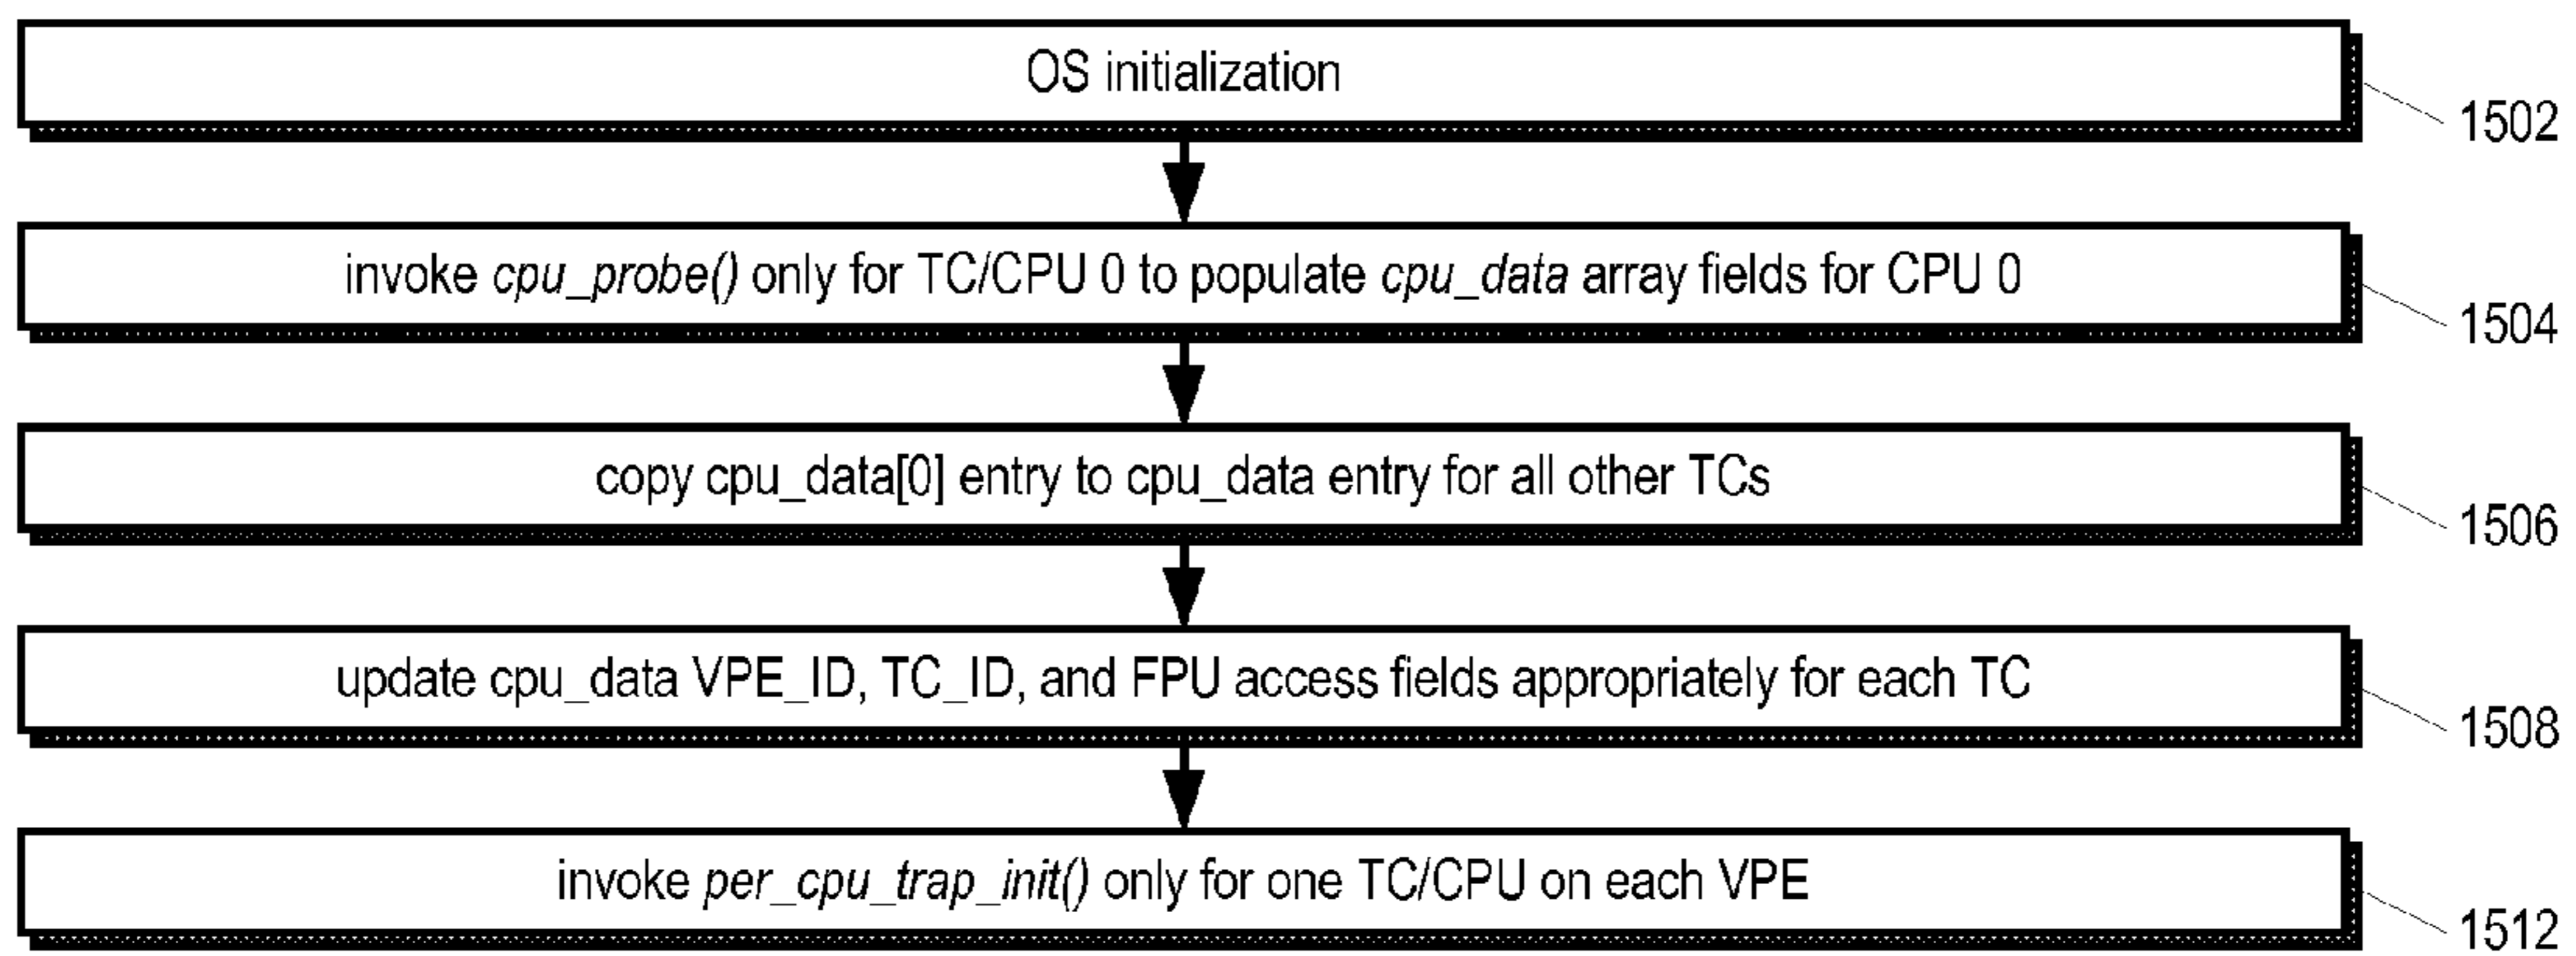 OS initialization
1502
invoke cpu_probe() only for TC/CPU 0 to populate cpu_data array fields for CPU 0
1504
copy cpu_data[0] entry to cpu_data entry for all other TCs
1506
update cpu_data VPE_ID, TC_ID, and FPU access fields appropriately for each TC
1508
invoke per_cpu_trap_init() only for one TC/CPU on each VPE
1512